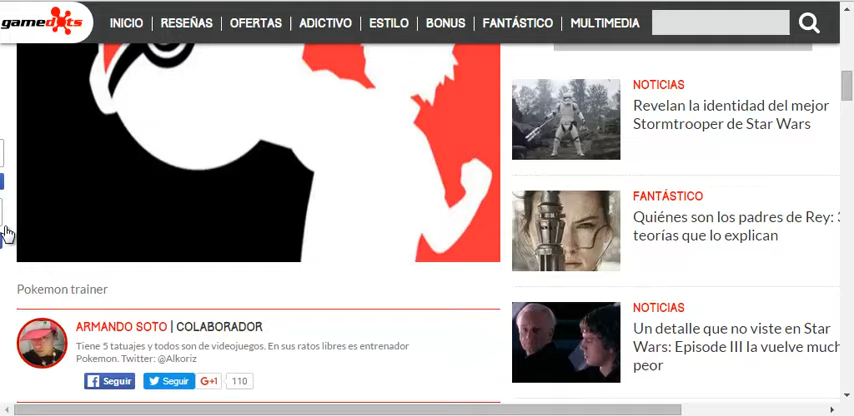 gamedots
INICIO
RESEÑAS
OFERTAS
ADICTIVO
ESTILO
BONUS
FANTÁSTICO
MULTIMEDIA
Pokemon trainer
ARMANDO SOTO | COLABORADOR
Tiene 5 tatuajes y todos son de videojuegos. En sus ratos libres es entrenador
Pokemon. Twitter: @Alkoriz
Seguir
Seguir
G+1
110
NOTICIAS
Revelan la identidad del mejor
Stormtrooper de Star Wars
FANTÁSTICO
Quiénes son los padres de Rey: 3
teorías que lo explican
NOTICIAS
Un detalle que no viste en Star
Wars: Episode III la vuelve much
peor